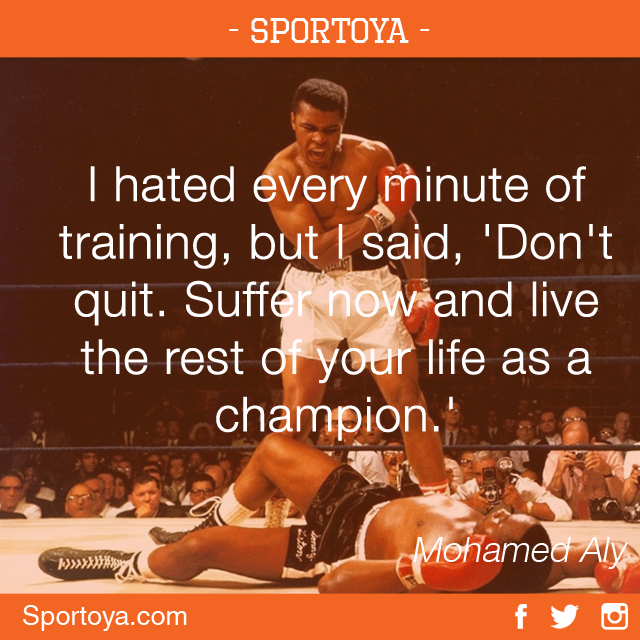 - SPORTOYA -
I hated every minute of
training, but I said, 'Don't
quit. Suffer now and live
the rest of your life as a
champion.'
Mohamed Aly
Sportoya.com